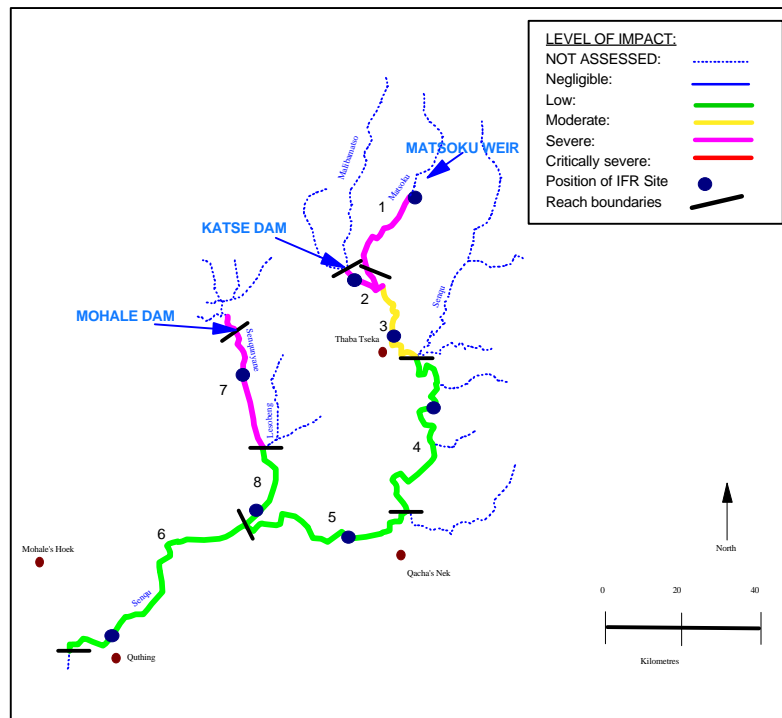 LEVEL OF IMPACT:
NOT ASSESSED:
Negligible:
Low:
Moderate:
Severe:
Critically severe:
Position of IFR Site
Reach boundaries
Malibamatso
MATSOKU WEIR
Matsoku
1
KATSE DAM
2
Senqu
MOHALE DAM
Senqunyane
3
Thaba Tseka
7
Lesobeng
4
8
5
6
Mohale's Hoek
Qacha's Nek
North
Senqu
Quthing
0
20
40
Kilometres